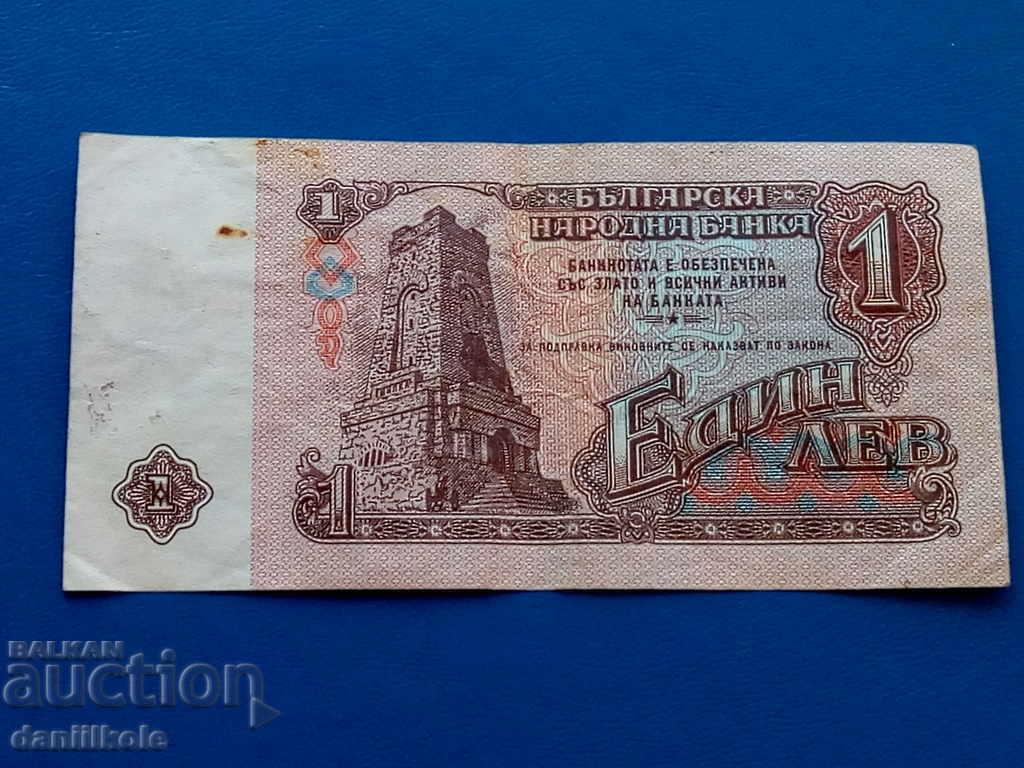 1
БЪЛГАРСКА
НАРОДНА БАНКА
1
БАНКНОТАТА Е ОБЕЗПЕЧЕНА
СЪС ЗЛАТО И ВСИЧКИ АКТИВИ
НА БАНКАТА
ЗА ПОДПРАВКА ВИНОВНИТЕ СЕ НАКАЗВАТ ПО ЗАКОНА
ЕДИН
ЛЕВ
1
BALKAN
auction
daniilkole